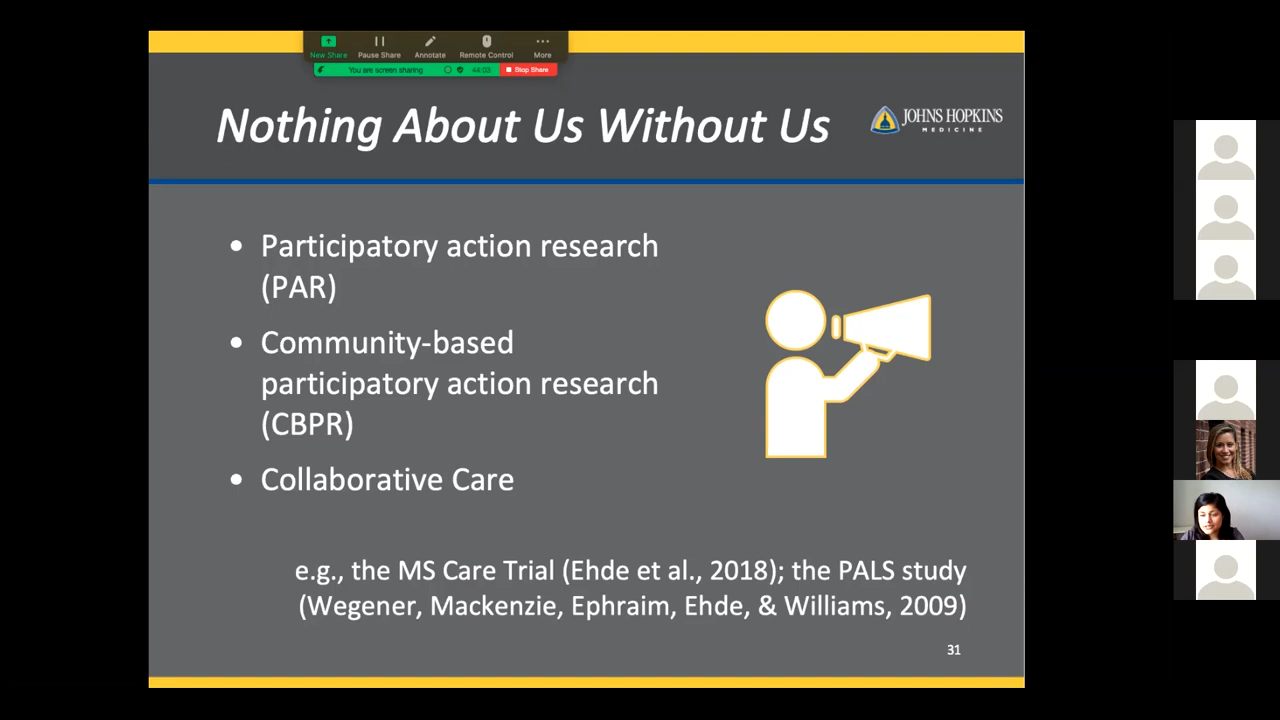 New Share Pause Share Annotate Remote Control More
You are screen sharing 44:03 Stop Share
Nothing About Us Without Us
JOHNS HOPKINS
MEDICINE
• Participatory action research
(PAR)
• Community-based
participatory action research
(CBPR)
• Collaborative Care
e.g., the MS Care Trial (Ehde et al., 2018); the PALS study
(Wegener, Mackenzie, Ephraim, Ehde, & Williams, 2009)
31